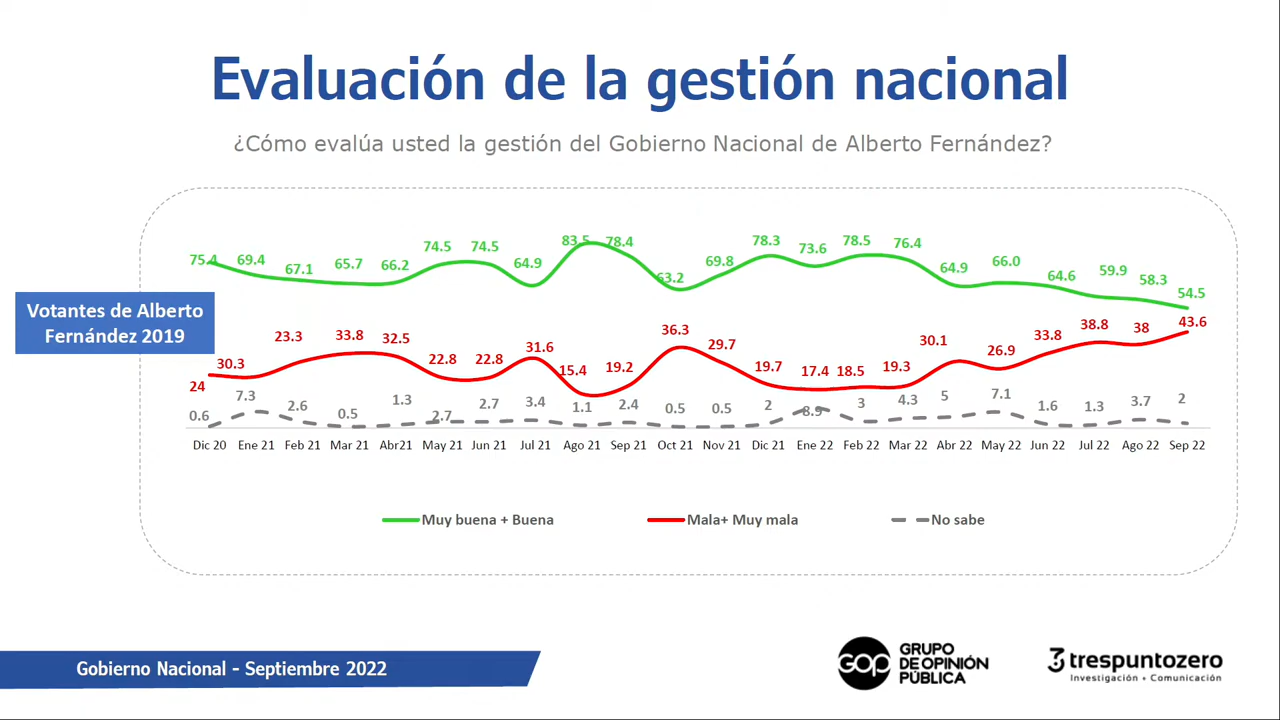 Evaluación de la gestión nacional
¿Cómo evalúa usted la gestión del Gobierno Nacional de Alberto Fernández?
Votantes de Alberto
Fernández 2019
75.4 69.4 67.1 65.7 66.2 74.5 74.5 64.9 83.5 78.4 63.2 69.8 78.3 73.6 78.5 76.4 64.9 66.0 64.6 59.9 58.3 54.5
24 30.3 23.3 33.8 32.5 22.8 22.8 31.6 15.4 19.2 36.3 29.7 19.7 17.4 18.5 19.3 30.1 26.9 33.8 38.8 38 43.6
0.6 7.3 2.6 0.5 1.3 2.7 2.7 3.4 1.1 2.4 0.5 0.5 2 8.9 3 4.3 5 7.1 1.6 1.3 3.7 2
Dic 20 Ene 21 Feb 21 Mar 21 Abr21 May 21 Jun 21 Jul 21 Ago 21 Sep 21 Oct 21 Nov 21 Dic 21 Ene 22 Feb 22 Mar 22 Abr 22 May 22 Jun 22 Jul 22 Ago 22 Sep 22
Muy buena + Buena Mala+ Muy mala No sabe
Gobierno Nacional - Septiembre 2022
GOP
GRUPO
DE OPINIÓN
PÚBLICA
3 trespuntozero
Investigación + Comunicación